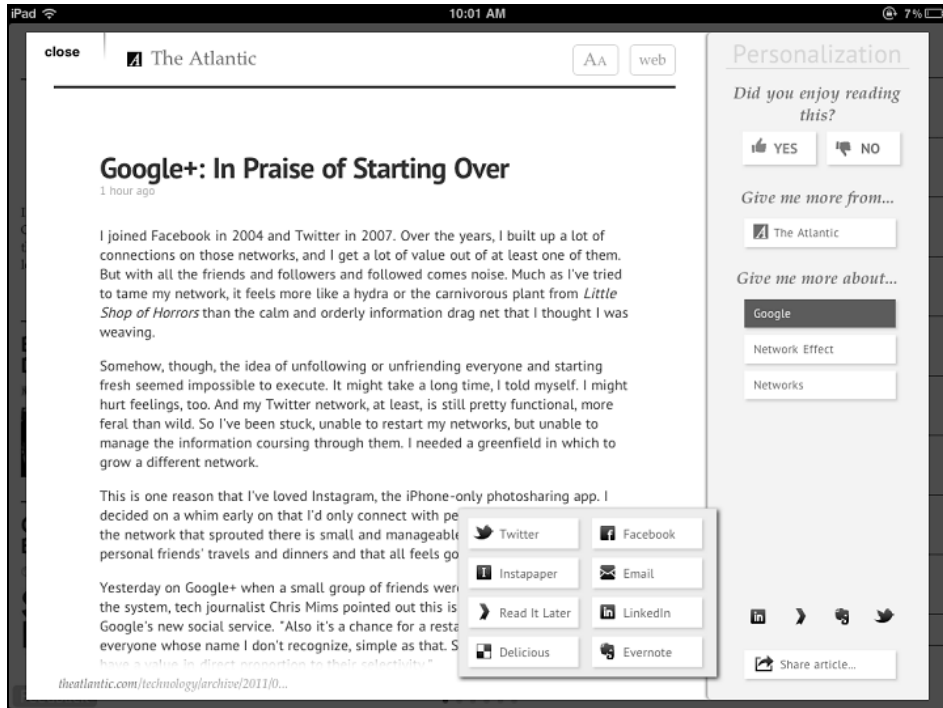 iPad 10:01 AM 7%
close
The Atlantic
AA web
Google+: In Praise of Starting Over
1 hour ago
I joined Facebook in 2004 and Twitter in 2007. Over the years, I built up a lot of
connections on those networks, and I get a lot of value out of at least one of them.
But with all the friends and followers and followed comes noise. Much as I've tried
to tame my network, it feels more like a hydra or the carnivorous plant from Little
Shop of Horrors than the calm and orderly information drag net that I thought I was
weaving.
Somehow, though, the idea of unfollowing or unfriending everyone and starting
fresh seemed impossible to execute. It might take a long time, I told myself. I might
hurt feelings, too. And my Twitter network, at least, is still pretty functional, more
feral than wild. So I've been stuck, unable to restart my networks, but unable to
manage the information coursing through them. I needed a greenfield in which to
grow a different network.
This is one reason that I've loved Instagram, the iPhone-only photosharing app. I
decided on a whim early on that I'd only connect with pe
the network that sprouted there is small and manageable
personal friends' travels and dinners and that all feels go
Yesterday on Google+ when a small group of friends wer
the system, tech journalist Chris Mims pointed out this is
Google's new social service. "Also it's a chance for a resta
everyone whose name I don't recognize, simple as that. S
have a value in direct proportion to their selectivity."
theatlantic.com/technology/archive/2011/0...
Twitter
Facebook
Instapaper
Email
Read It Later
LinkedIn
Delicious
Evernote
Personalization
Did you enjoy reading
this?
YES
NO
Give me more from...
The Atlantic
Give me more about...
Google
Network Effect
Networks
Share article...